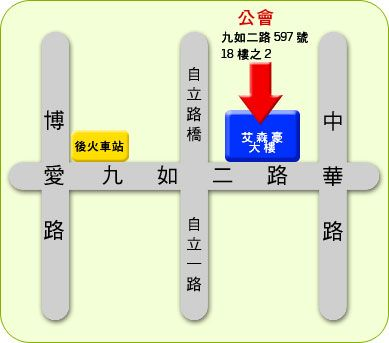 公會
九如二路 597 號
18 樓之 2
艾森豪
大樓
後火車站
博愛路
自立路橋
自立一路
中華路
九如二路